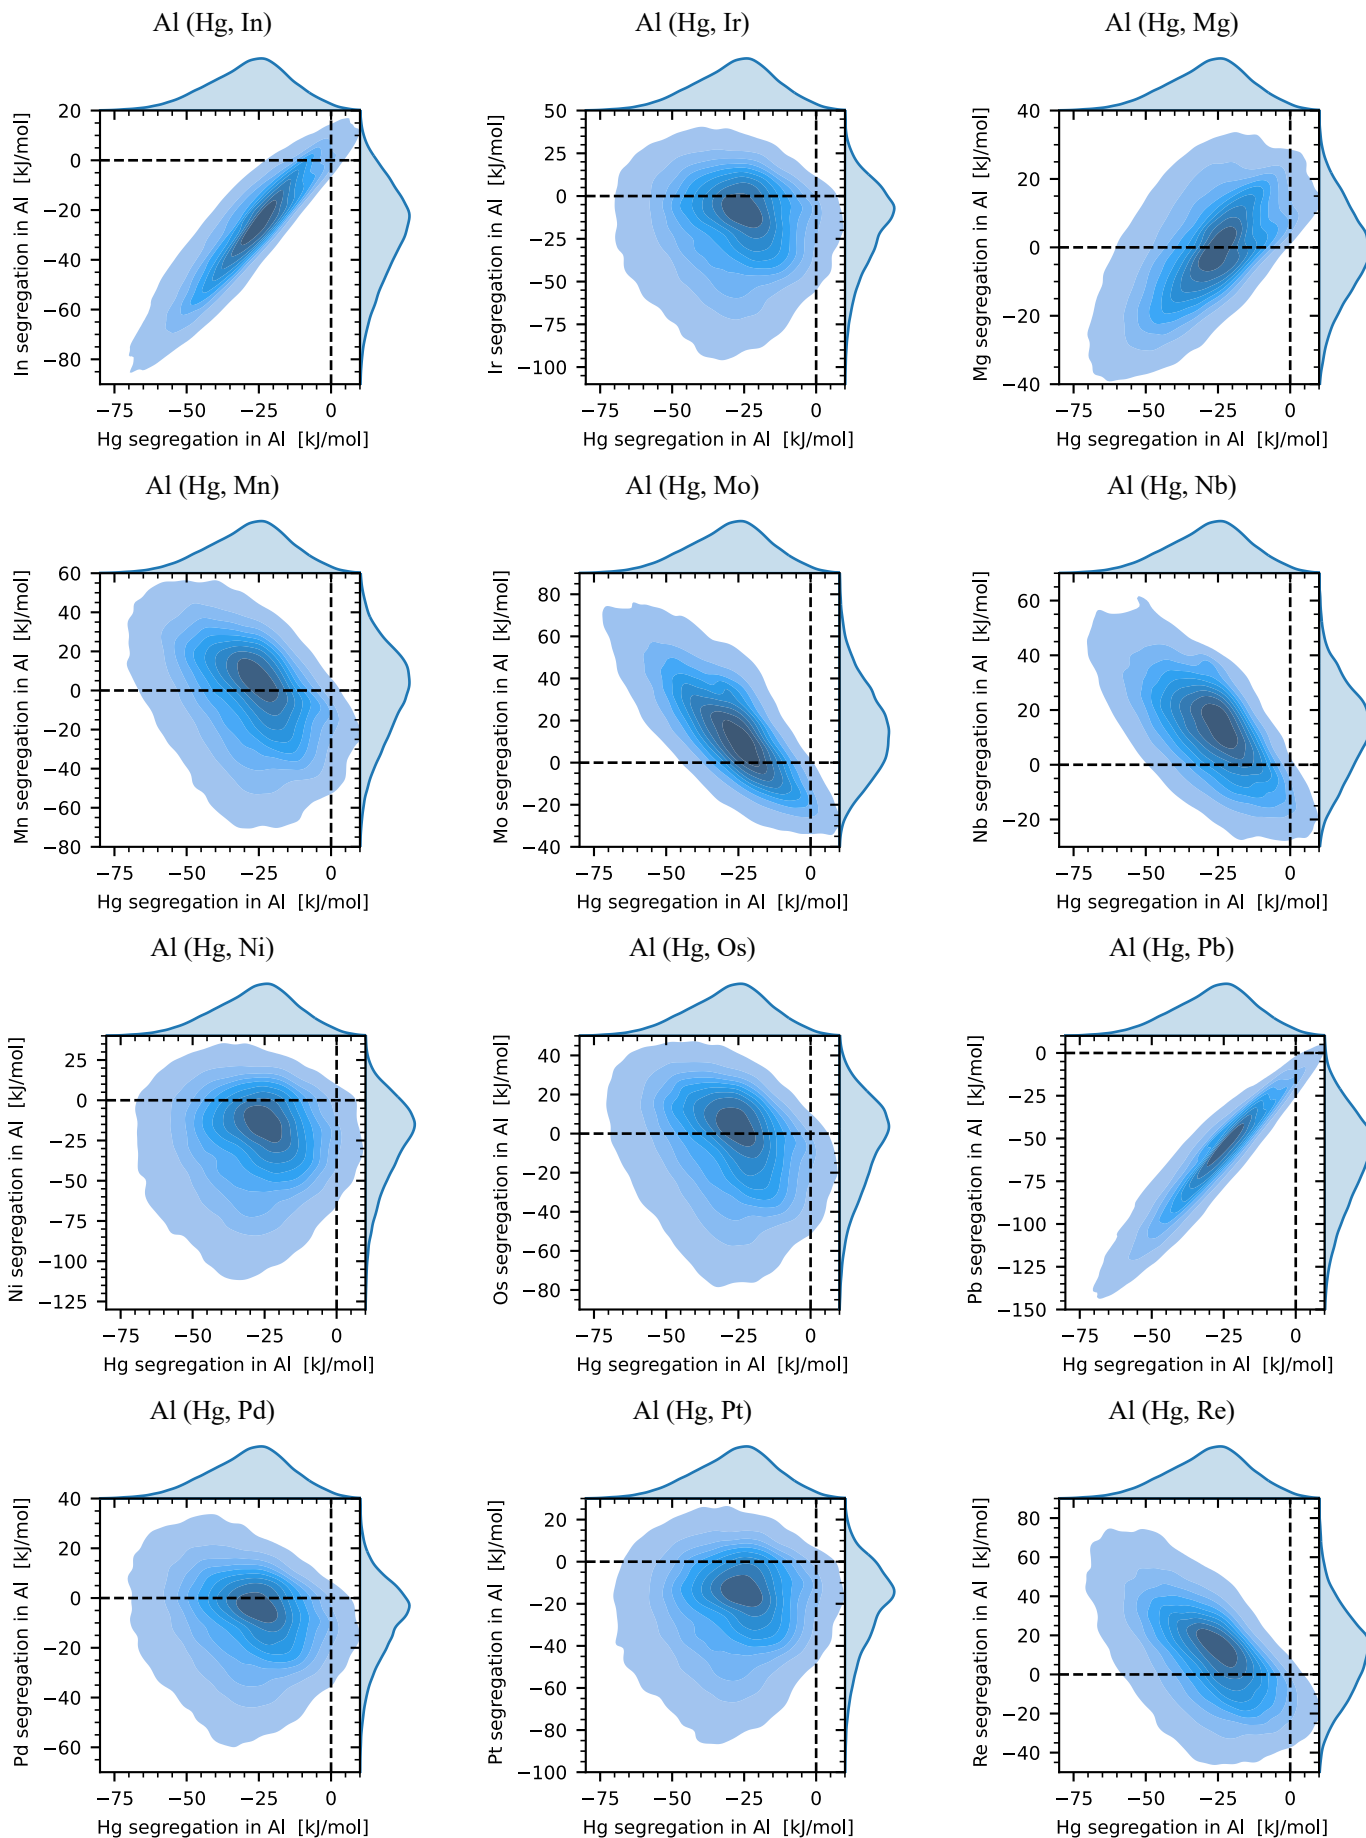 Al (Hg, In)
Al (Hg, Ir)
Al (Hg, Mg)
In segregation in Al [kJ/mol]
20
0
−20
−40
−60
−80
−75 −50 −25 0
Hg segregation in Al [kJ/mol]
Ir segregation in Al [kJ/mol]
50
25
0
−25
−50
−75
−100
−75 −50 −25 0
Hg segregation in Al [kJ/mol]
Mg segregation in Al [kJ/mol]
40
20
0
−20
−40
−75 −50 −25 0
Hg segregation in Al [kJ/mol]
Al (Hg, Mn)
Al (Hg, Mo)
Al (Hg, Nb)
Mn segregation in Al [kJ/mol]
60
40
20
0
−20
−40
−60
−80
−75 −50 −25 0
Hg segregation in Al [kJ/mol]
Mo segregation in Al [kJ/mol]
80
60
40
20
0
−20
−40
−75 −50 −25 0
Hg segregation in Al [kJ/mol]
Nb segregation in Al [kJ/mol]
60
40
20
0
−20
−75 −50 −25 0
Hg segregation in Al [kJ/mol]
Al (Hg, Ni)
Al (Hg, Os)
Al (Hg, Pb)
Ni segregation in Al [kJ/mol]
25
0
−25
−50
−75
−100
−125
−75 −50 −25 0
Hg segregation in Al [kJ/mol]
Os segregation in Al [kJ/mol]
40
20
0
−20
−40
−60
−80
−75 −50 −25 0
Hg segregation in Al [kJ/mol]
Pb segregation in Al [kJ/mol]
0
−25
−50
−75
−100
−125
−150
−75 −50 −25 0
Hg segregation in Al [kJ/mol]
Al (Hg, Pd)
Al (Hg, Pt)
Al (Hg, Re)
Pd segregation in Al [kJ/mol]
40
20
0
−20
−40
−60
−75 −50 −25 0
Hg segregation in Al [kJ/mol]
Pt segregation in Al [kJ/mol]
20
0
−20
−40
−60
−80
−100
−75 −50 −25 0
Hg segregation in Al [kJ/mol]
Re segregation in Al [kJ/mol]
80
60
40
20
0
−20
−40
−75 −50 −25 0
Hg segregation in Al [kJ/mol]